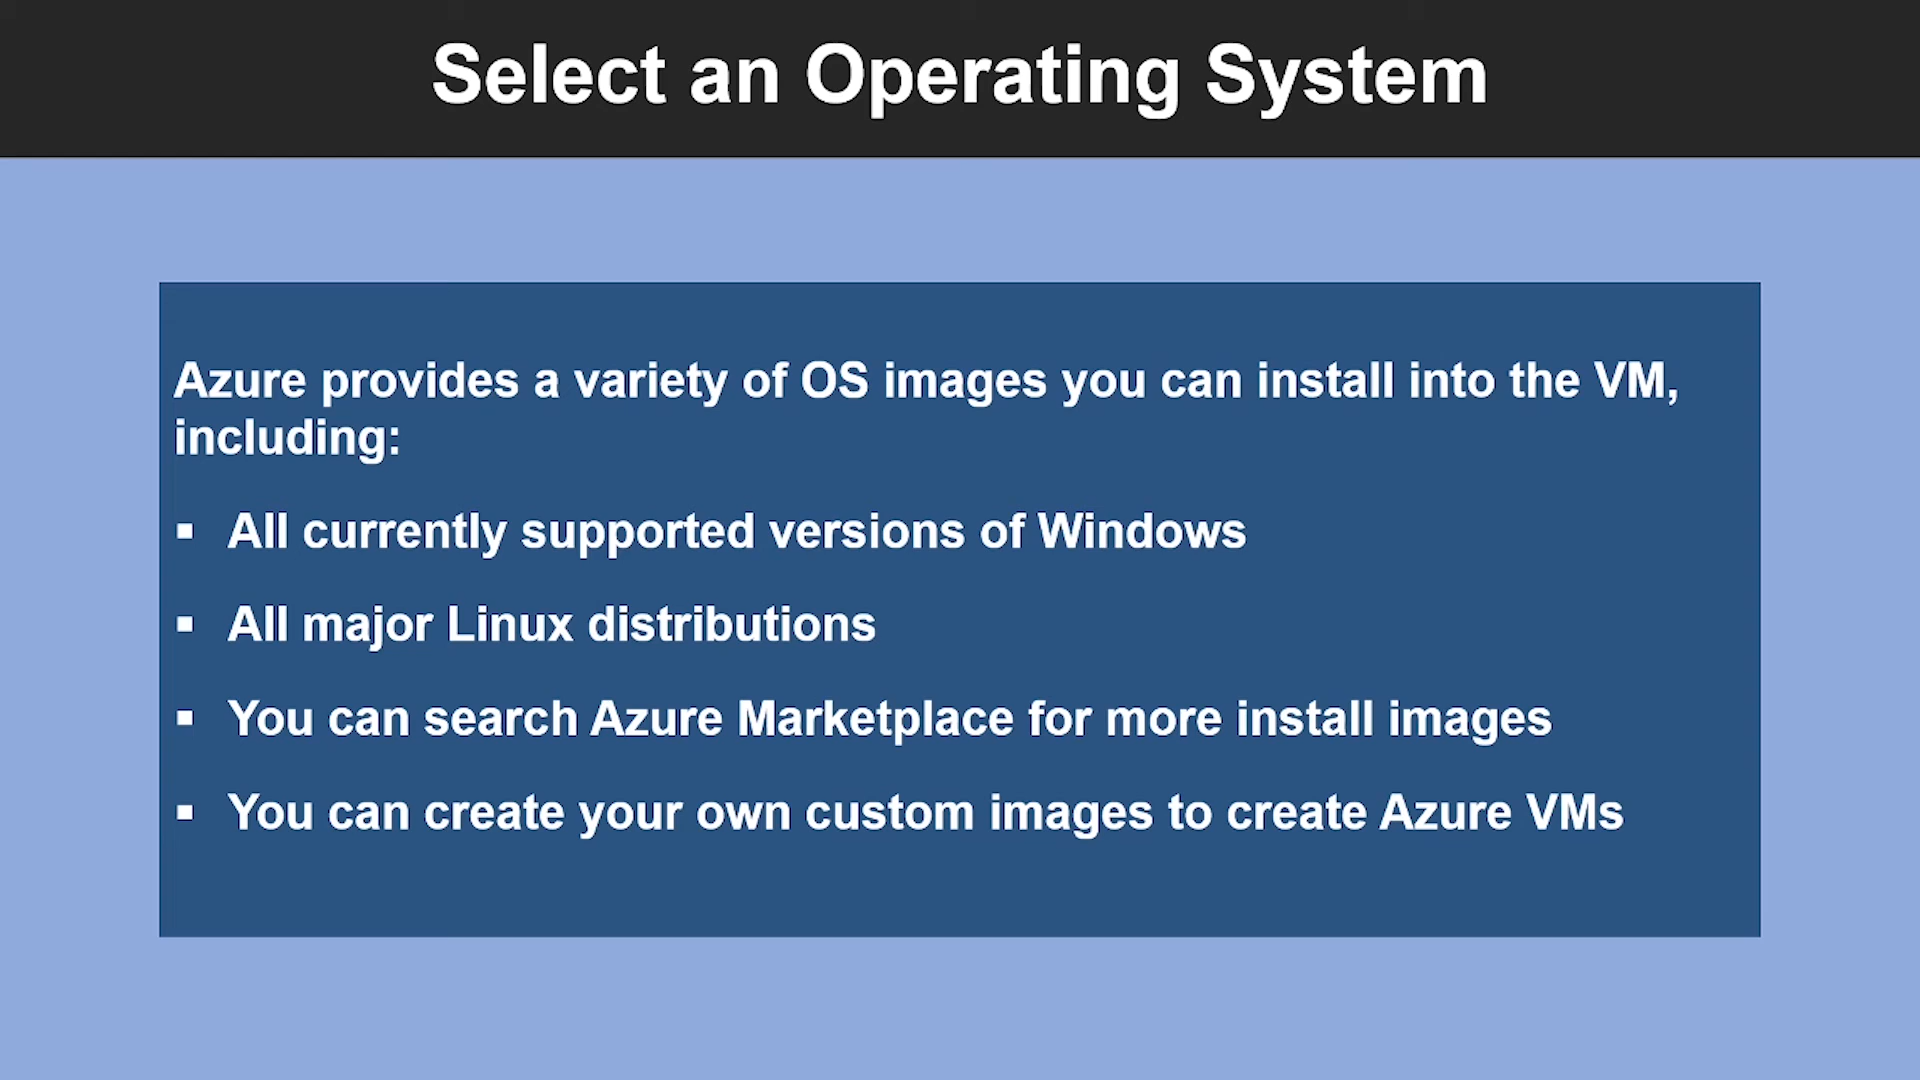 Select an Operating System
Azure provides a variety of OS images you can install into the VM,
including:
▪ All currently supported versions of Windows
▪ All major Linux distributions
▪ You can search Azure Marketplace for more install images
▪ You can create your own custom images to create Azure VMs